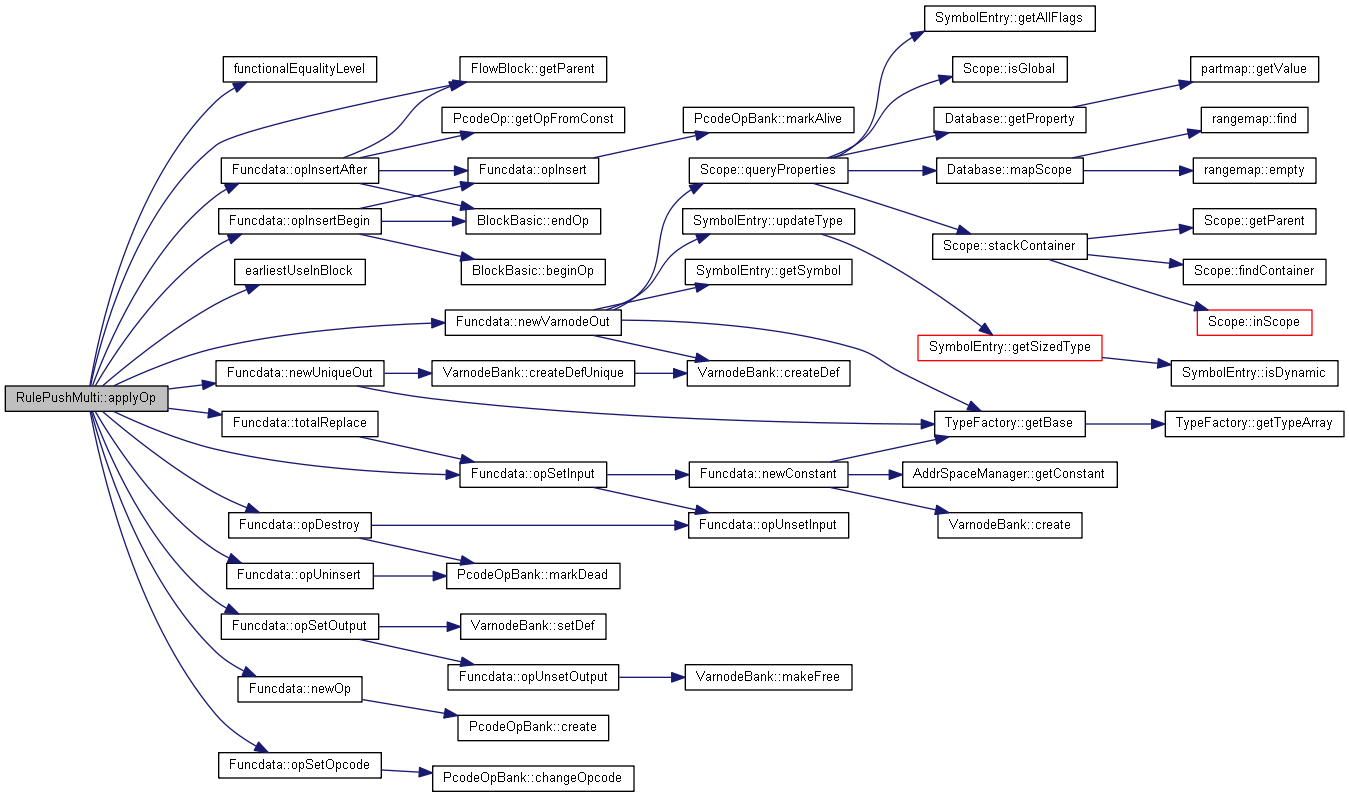 RulePushMulti::applyOp
functionalEqualityLevel
FlowBlock::getParent
PcodeOp::getOpFromConst
Funcdata::opInsertAfter
Funcdata::opInsert
PcodeOpBank::markAlive
Funcdata::opInsertBegin
BlockBasic::endOp
BlockBasic::beginOp
earliestUseInBlock
Funcdata::newVarnodeOut
Scope::queryProperties
SymbolEntry::getAllFlags
Scope::isGlobal
Database::getProperty
partmap::getValue
Database::mapScope
rangemap::find
rangemap::empty
Scope::stackContainer
Scope::getParent
Scope::findContainer
Scope::inScope
SymbolEntry::updateType
SymbolEntry::getSymbol
SymbolEntry::getSizedType
SymbolEntry::isDynamic
Funcdata::newUniqueOut
VarnodeBank::createDefUnique
VarnodeBank::createDef
TypeFactory::getBase
TypeFactory::getTypeArray
Funcdata::totalReplace
Funcdata::opSetInput
Funcdata::newConstant
AddrSpaceManager::getConstant
VarnodeBank::create
Funcdata::opDestroy
Funcdata::opUnsetInput
Funcdata::opUninsert
PcodeOpBank::markDead
Funcdata::opSetOutput
VarnodeBank::setDef
Funcdata::opUnsetOutput
VarnodeBank::makeFree
Funcdata::newOp
PcodeOpBank::create
Funcdata::opSetOpcode
PcodeOpBank::changeOpcode